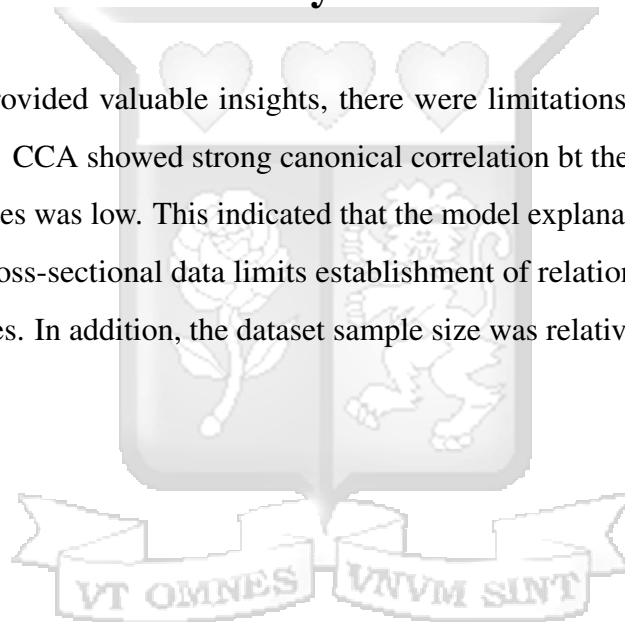 rovided valuable insights, there were limitations
CCA showed strong canonical correlation bt the
es was low. This indicated that the model explana
oss-sectional data limits establishment of relation
es. In addition, the dataset sample size was relativ
VT OMNES VNVM SINT